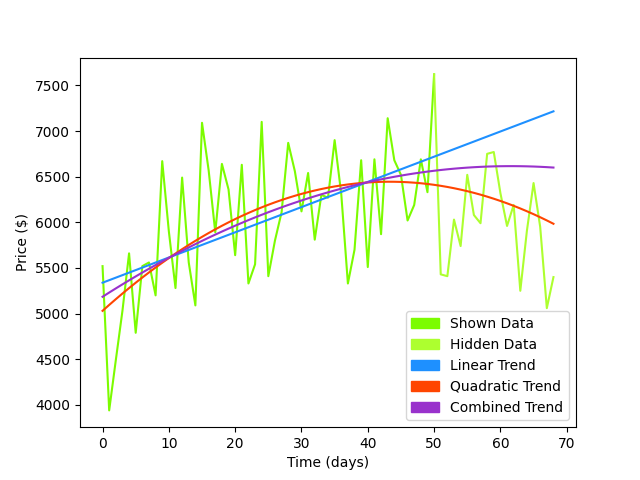 7500
7000
6500
6000
5500
5000
4500
4000
Price ($)
0 10 20 30 40 50 60 70
Time (days)
Shown Data
Hidden Data
Linear Trend
Quadratic Trend
Combined Trend